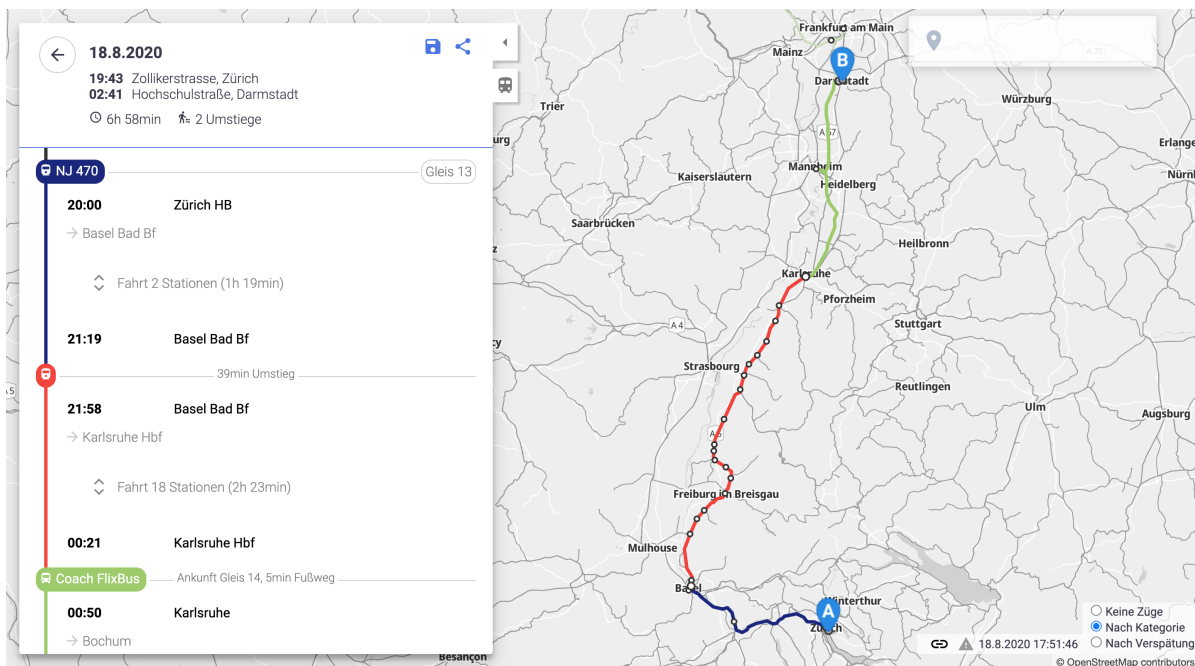 18.8.2020
19:43 Zollikerstrasse, Zürich
02:41 Hochschulstraße, Darmstadt
6h 58min 2 Umstiege
NJ 470 Gleis 13
20:00 Zürich HB
Basel Bad Bf
Fahrt 2 Stationen (1h 19min)
21:19 Basel Bad Bf
39min Umstieg
21:58 Basel Bad Bf
Karlsruhe Hbf
Fahrt 18 Stationen (2h 23min)
00:21 Karlsruhe Hbf
Coach FlixBus Ankunft Gleis 14, 5min Fußweg
00:50 Karlsruhe
Bochum
Frankfurt am Main
Mainz
A 70
B
Darmstadt
Trier
Würzburg
A 67
Erlange
Mannheim
Kaiserslautern
Heidelberg
Nürn
Saarbrücken
Heilbronn
Karlsruhe
Pforzheim
A 4
Stuttgart
Strasbourg
Reutlingen
A 5
Ulm
Augsburg
Freiburg im Breisgau
Mulhouse
Basel
A
Winterthur
Zürich
Besançon
Keine Züge
Nach Kategorie
18.8.2020 17:51:46 Nach Verspätung
© OpenStreetMap contributors